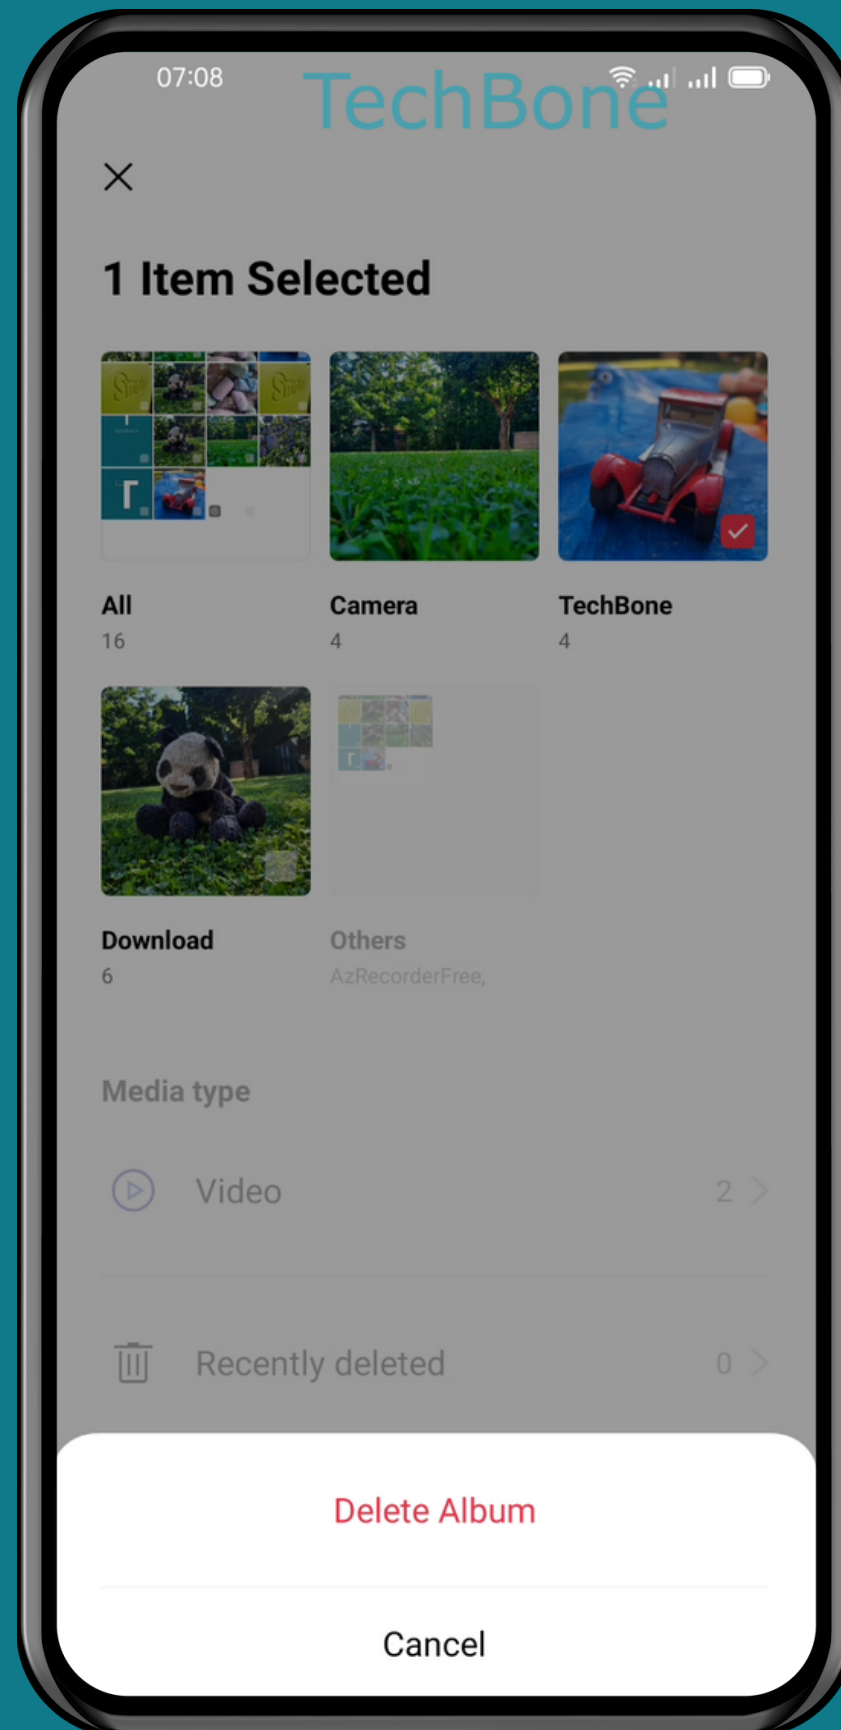 07:08
TechBone
1 Item Selected
All
16
Camera
4
TechBone
4
Download
6
Others
AzRecorderFree,
Media type
Video
2
Recently deleted
0
Delete Album
Cancel